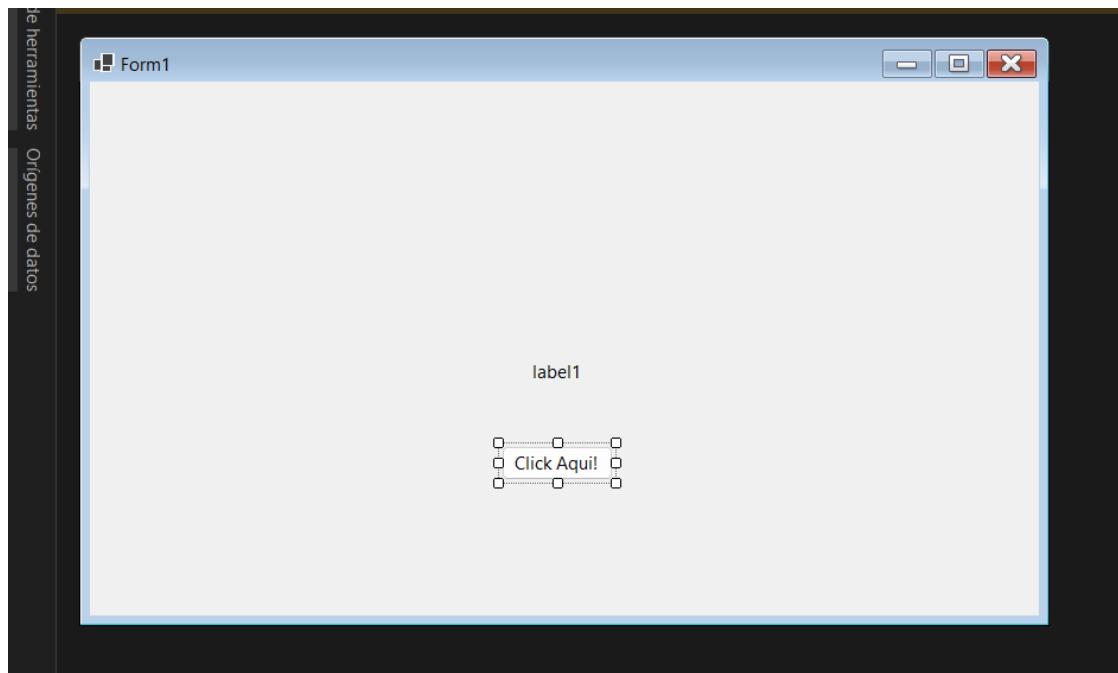 de herramientas
Orígenes de datos
Form1
label1
Click Aqui!